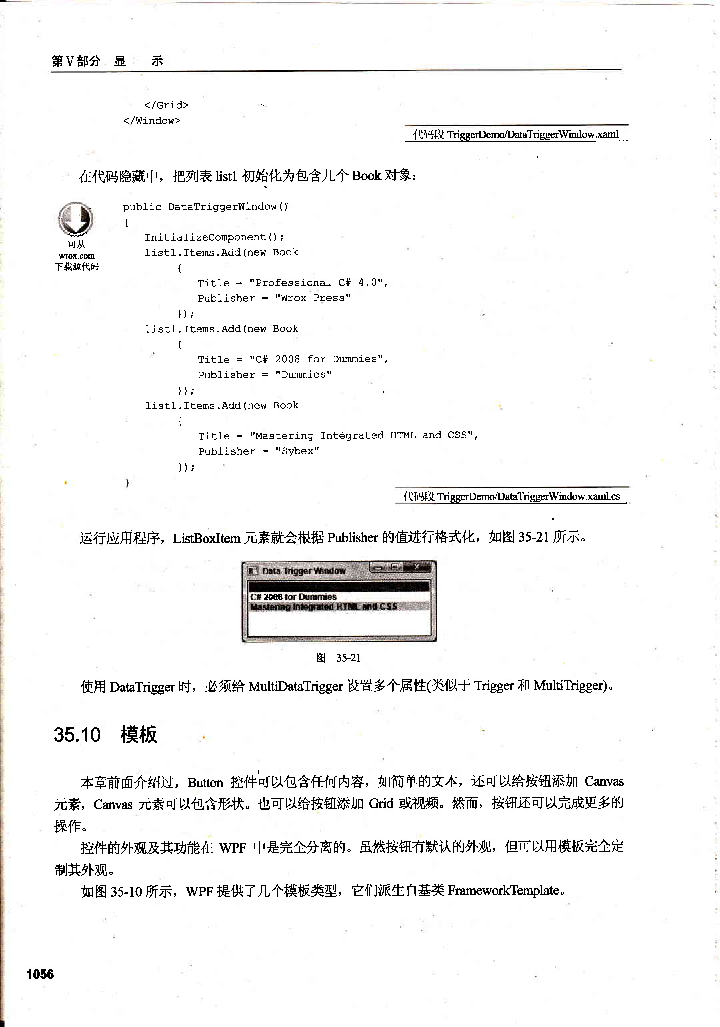 第V部分 显 示
</Grid>
</Window>
代码段 TriggerDemo/DataTriggerWindow.xaml
在代码隐藏中，把列表 list1 初始化为包含几个 Book 对象：
可从
wrox.com
下载源代码
public DataTriggerWindow()
{
InitializeComponent();
list1.Items.Add(new Book
{
Title = "Professional C# 4.0",
Publisher = "Wrox Press"
});
list1.Items.Add(new Book
{
Title = "C# 2008 for Dummies",
Publisher = "Dummies"
});
list1.Items.Add(new Book
{
Title = "Mastering Integrated HTML and CSS",
Publisher = "Sybex"
});
}
代码段 TriggerDemo/DataTriggerWindow.xaml.cs
运行应用程序，ListBoxItem 元素就会根据 Publisher 的值进行格式化，如图 35-21 所示。
Data Trigger Window
C# 2008 for Dummies
Mastering Integrated HTML and CSS
图 35-21
使用 DataTrigger 时，必须给 MultiDataTrigger 设置多个属性(类似于 Trigger 和 MultiTrigger)。
35.10 模板
本章前面介绍过，Button 控件可以包含任何内容，如简单的文本，还可以给按钮添加 Canvas
元素，Canvas 元素可以包含形状。也可以给按钮添加 Grid 或视频。然而，按钮还可以完成更多的
操作。
控件的外观及其功能在 WPF 中是完全分离的。虽然按钮有默认的外观，但可以用模板完全定
制其外观。
如图 35-10 所示，WPF 提供了几个模板类型，它们派生自基类 FrameworkTemplate。
1056